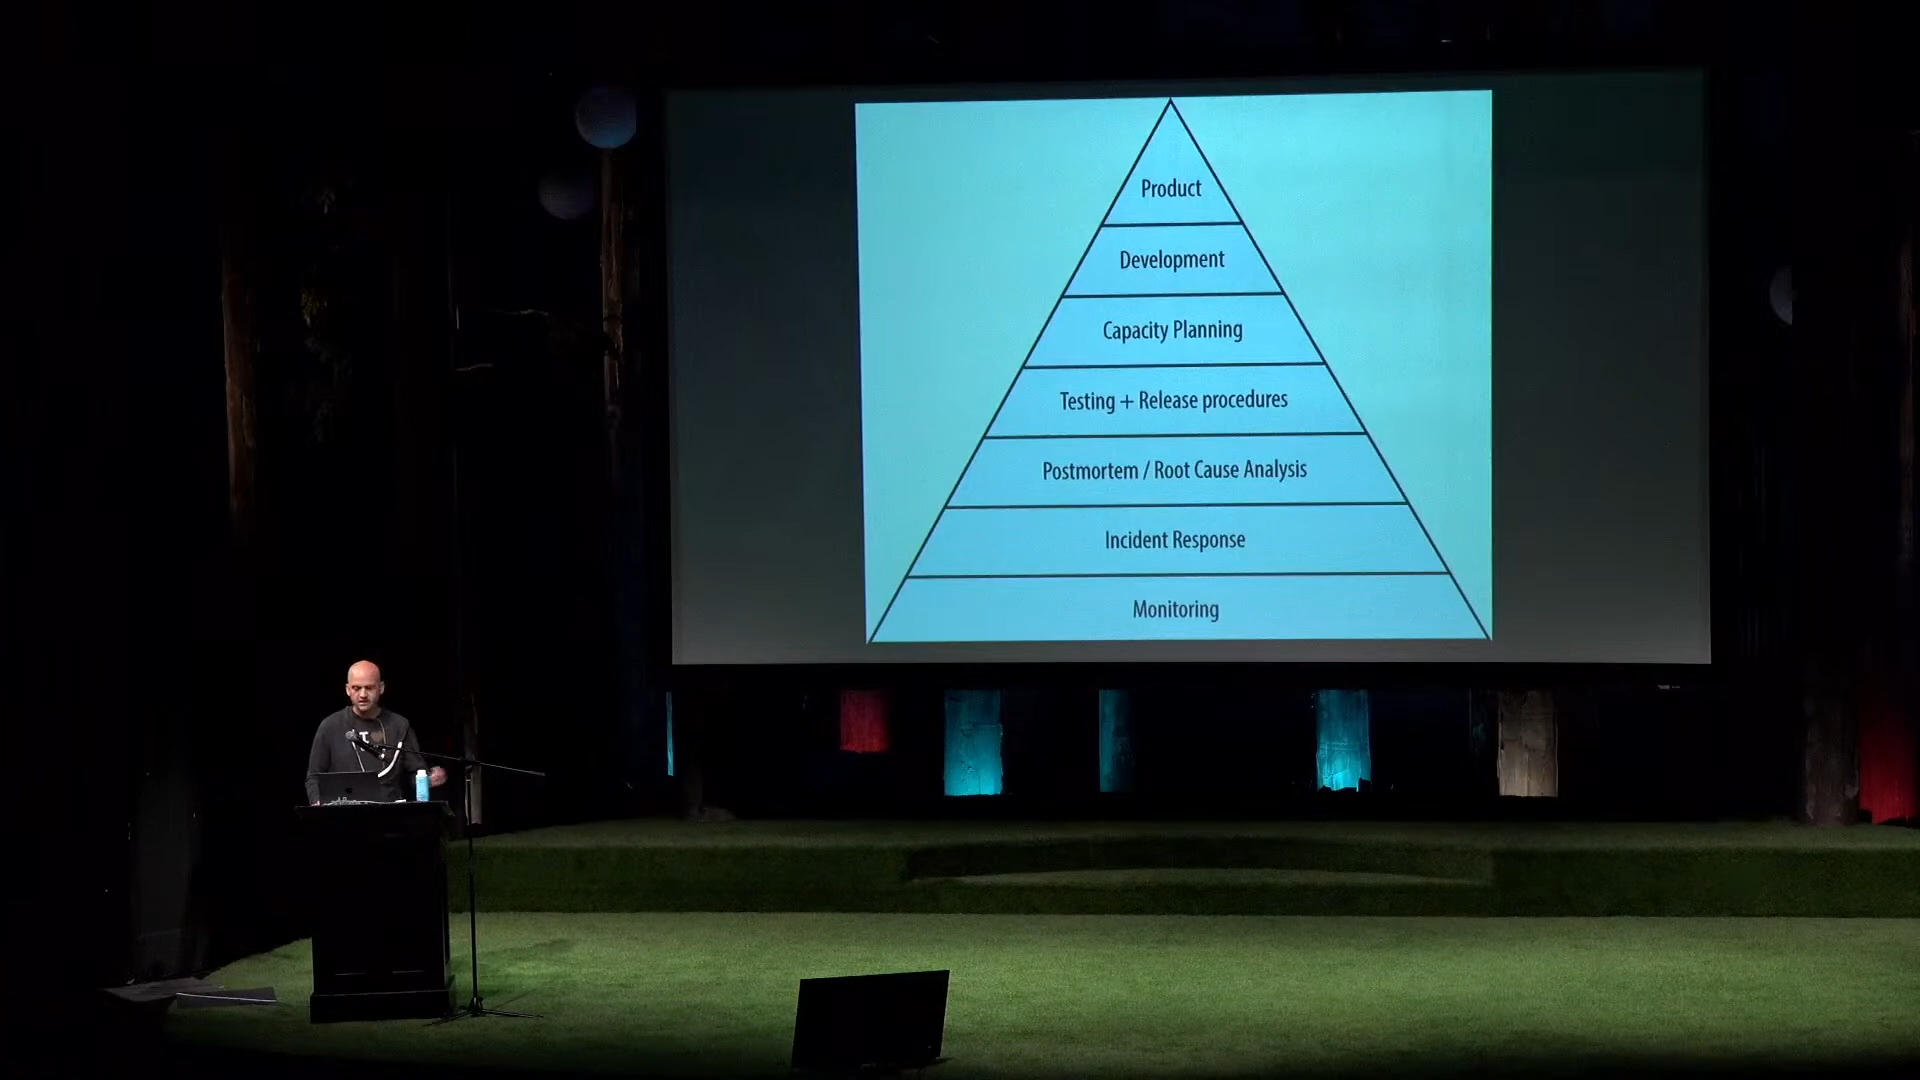 Product
Development
Capacity Planning
Testing + Release procedures
Postmortem / Root Cause Analysis
Incident Response
Monitoring